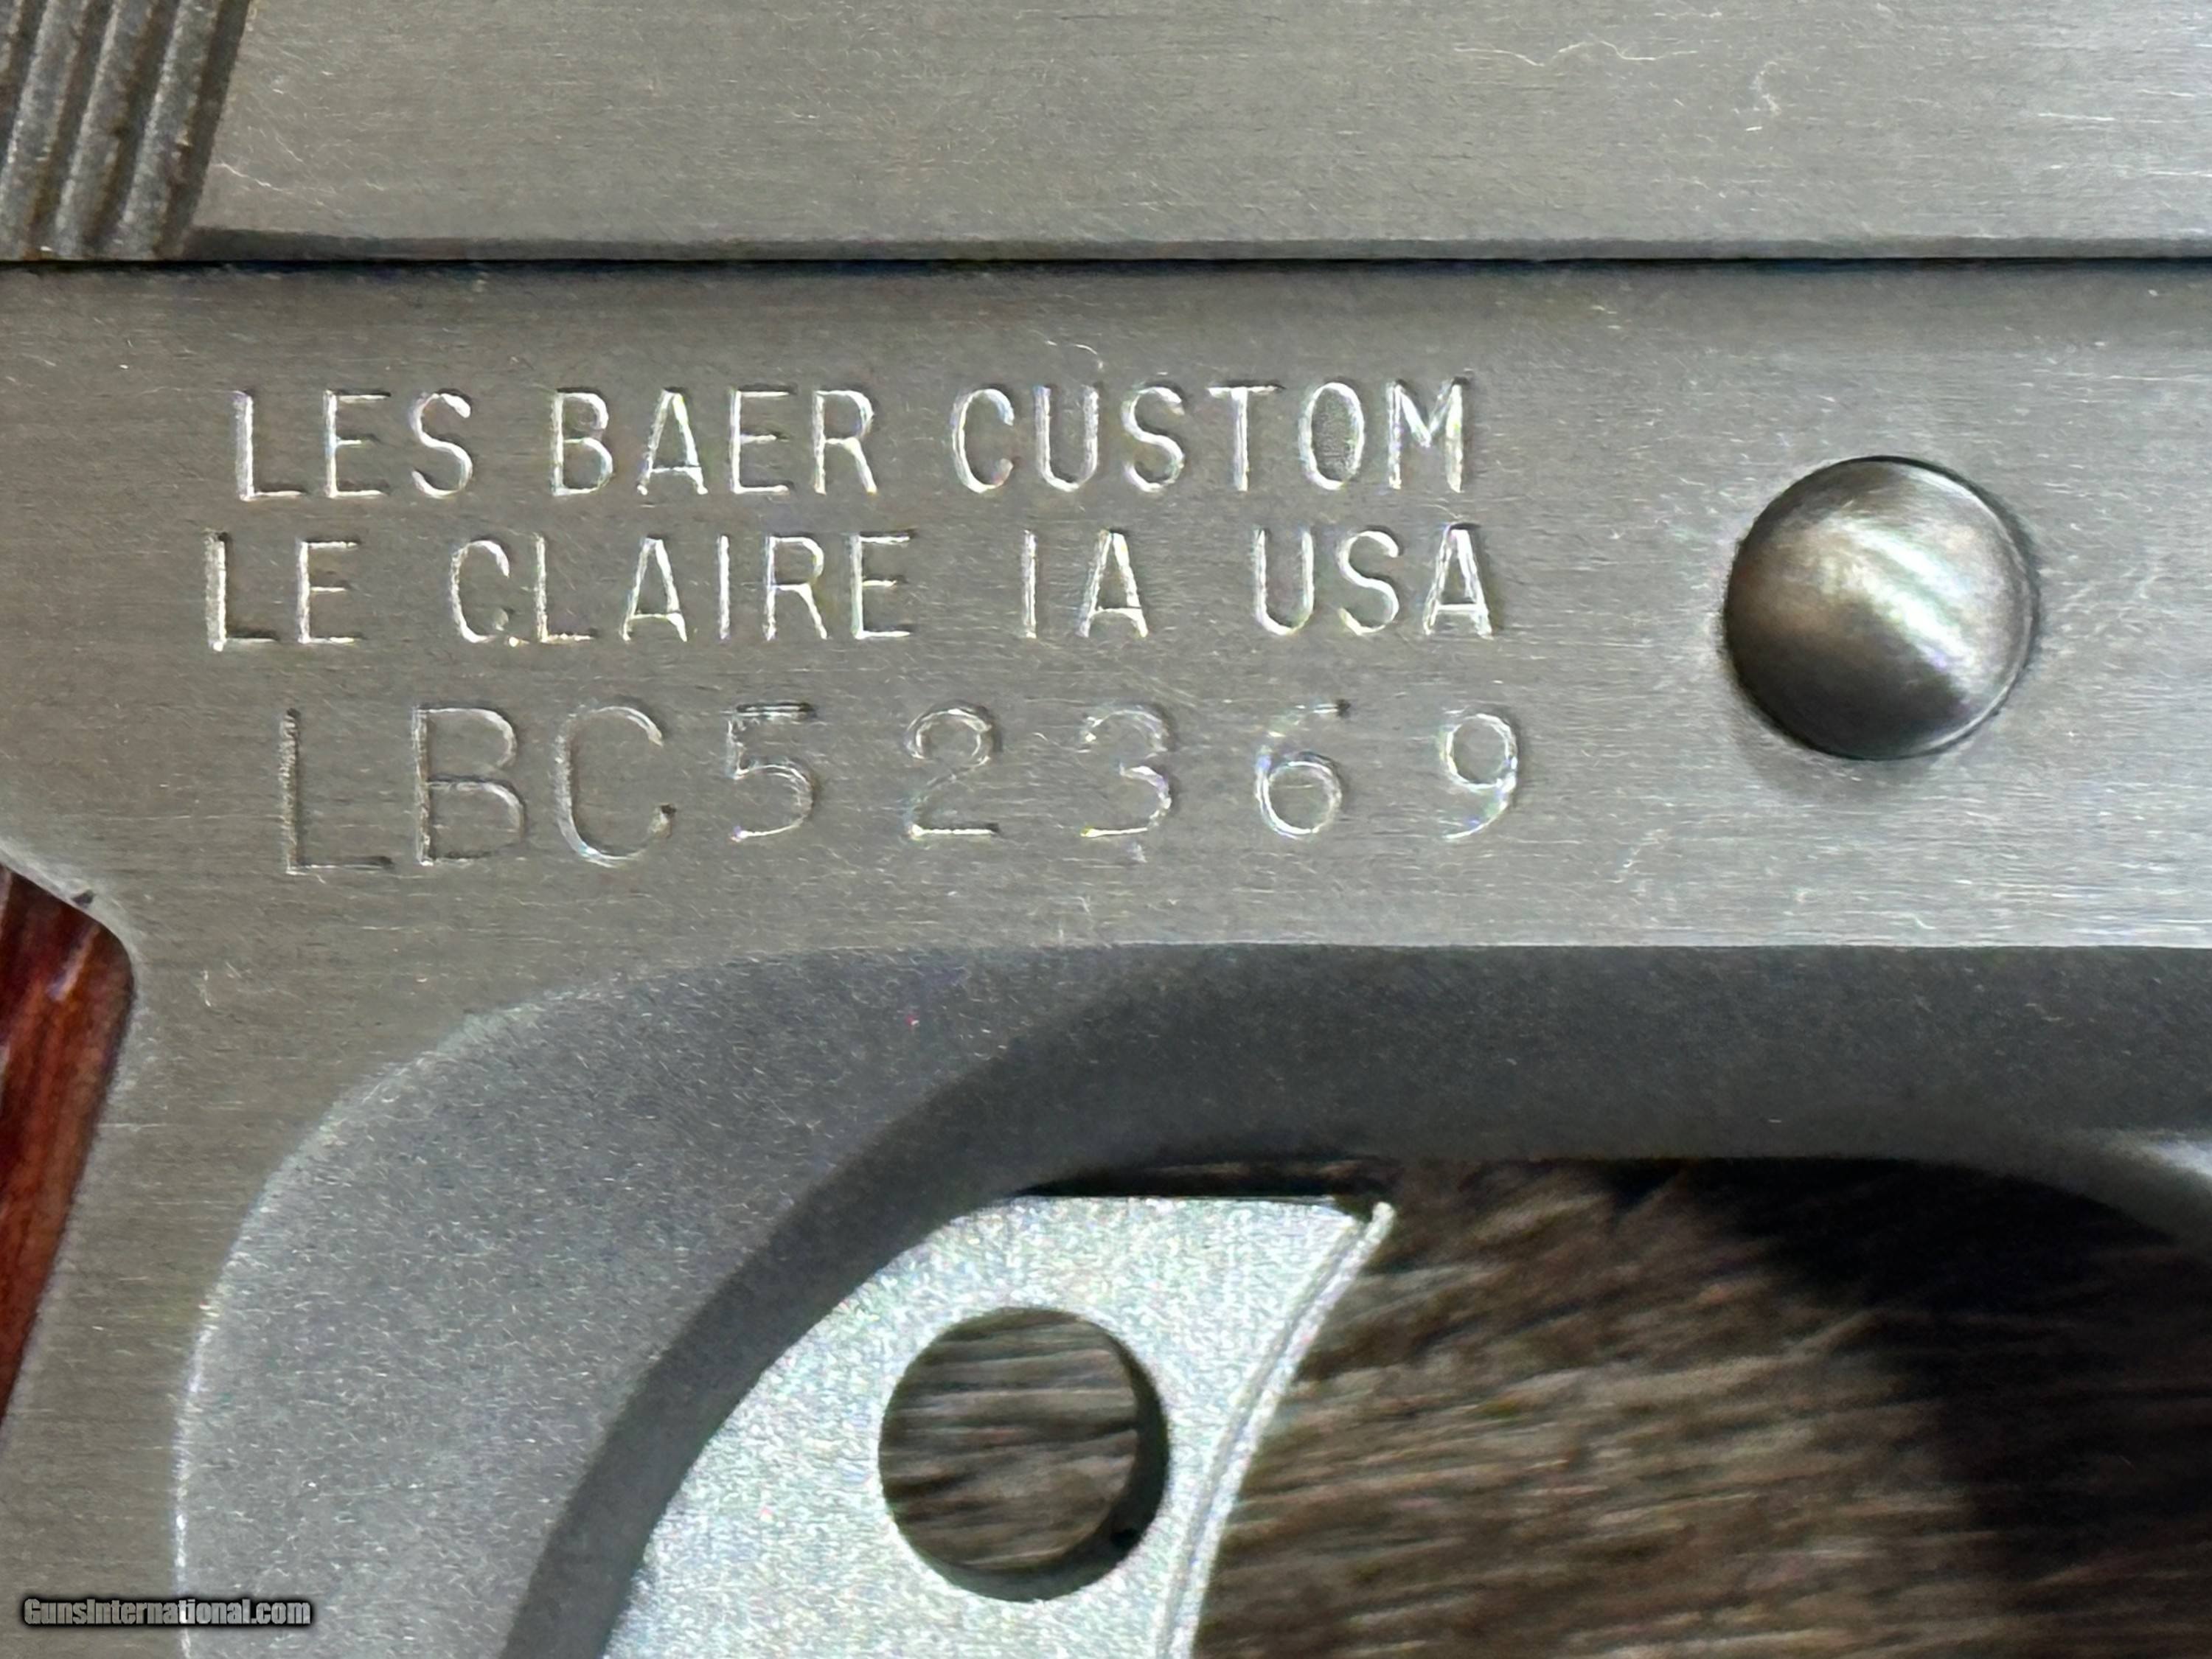 LES BAER CUSTOM
LE CLAIRE IA USA
LBC52369
GunsInternational.com